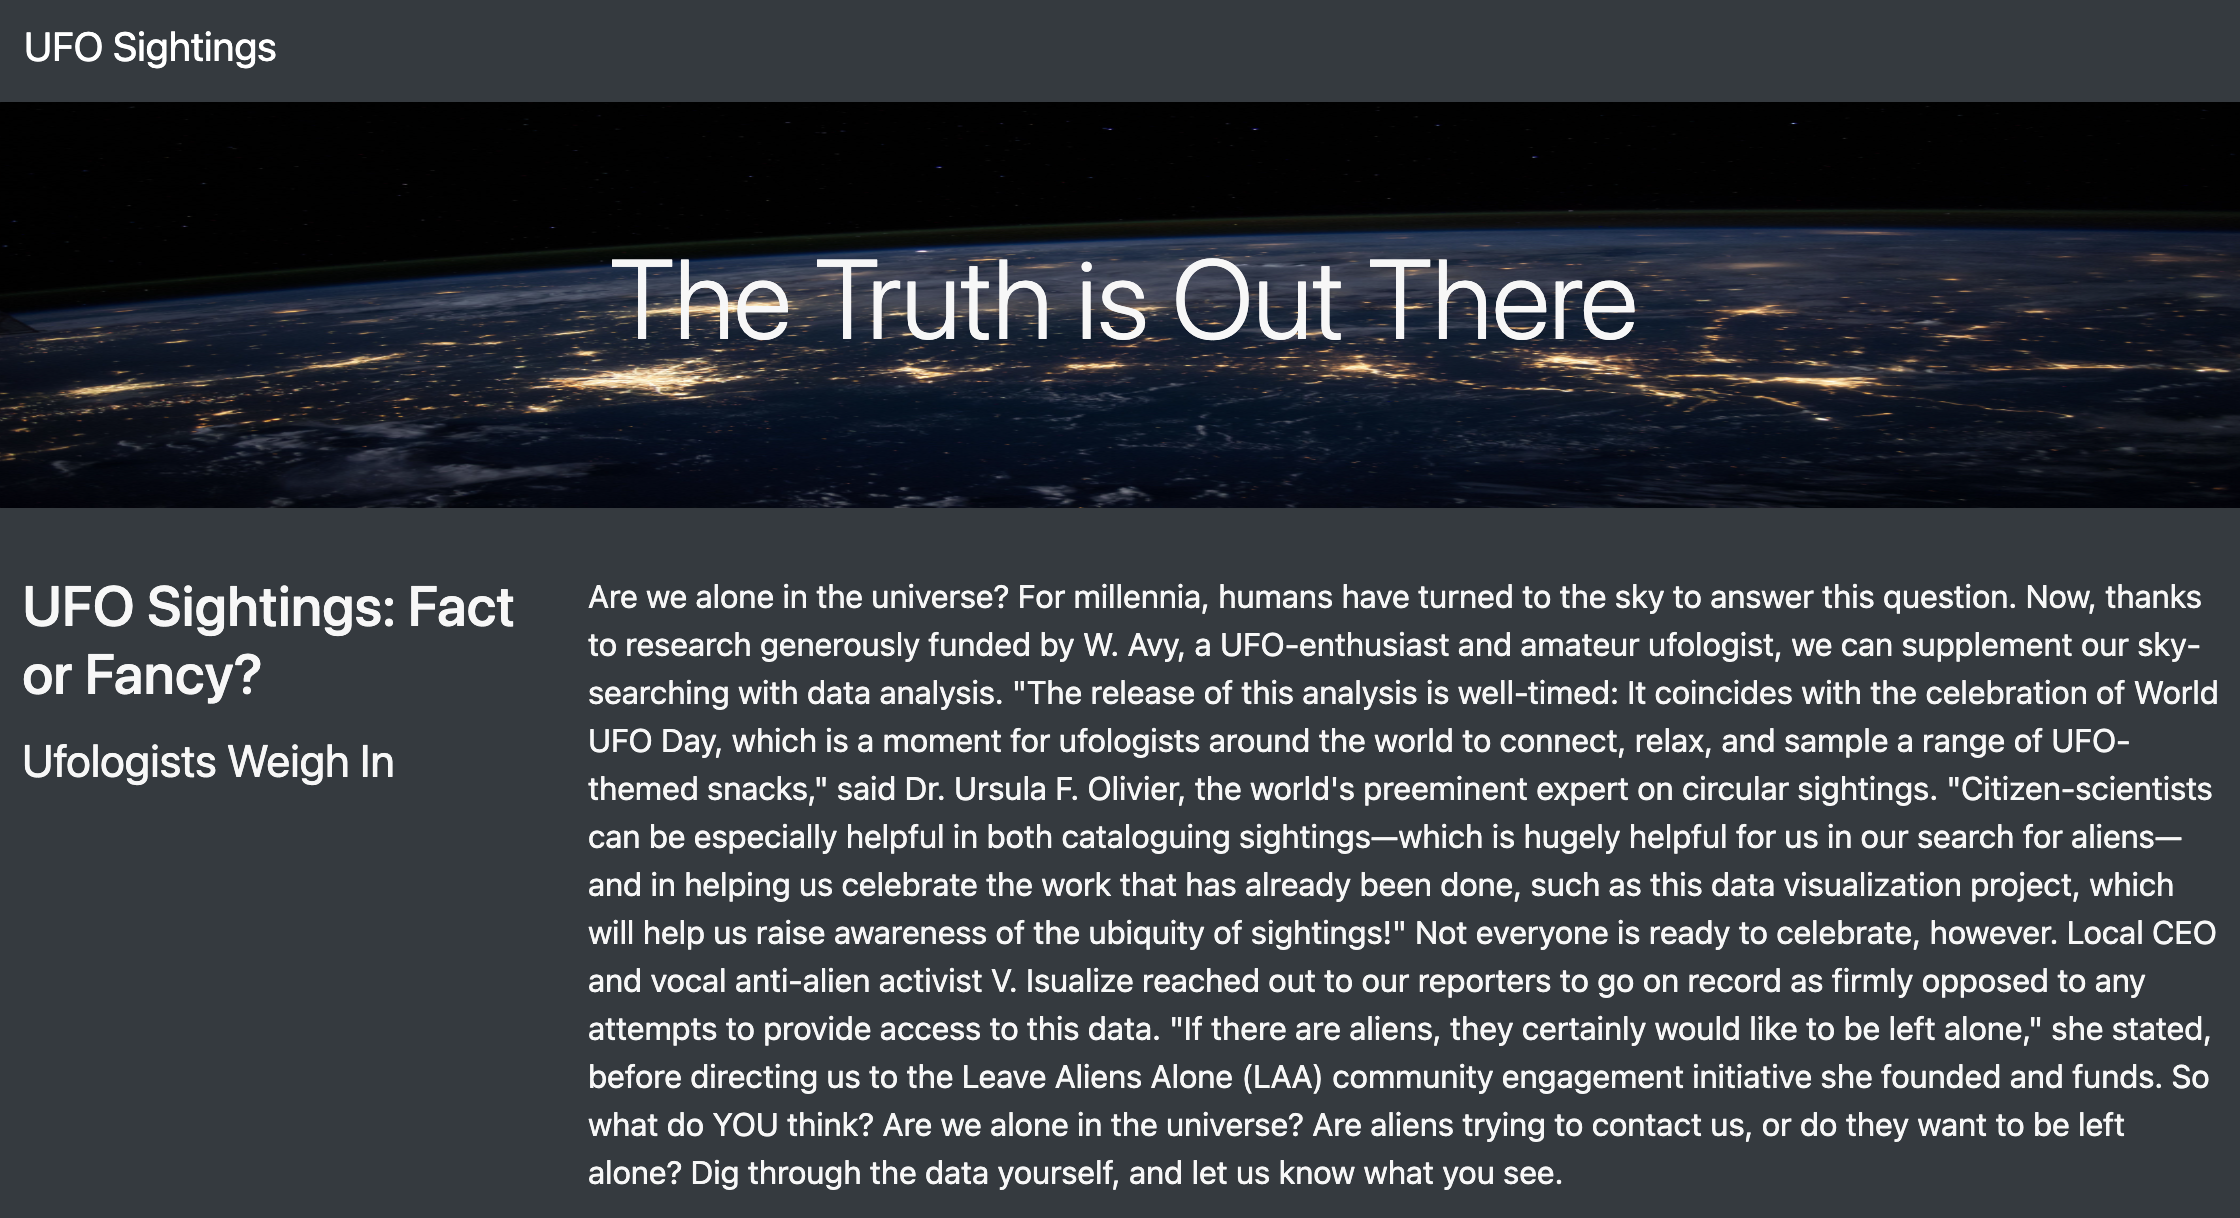 UFO Sightings
The Truth is Out There
UFO Sightings: Fact
or Fancy?
Ufologists Weigh In
Are we alone in the universe? For millennia, humans have turned to the sky to answer this question. Now, thanks
to research generously funded by W. Avy, a UFO-enthusiast and amateur ufologist, we can supplement our sky-
searching with data analysis. "The release of this analysis is well-timed: It coincides with the celebration of World
UFO Day, which is a moment for ufologists around the world to connect, relax, and sample a range of UFO-
themed snacks," said Dr. Ursula F. Olivier, the world's preeminent expert on circular sightings. "Citizen-scientists
can be especially helpful in both cataloguing sightings—which is hugely helpful for us in our search for aliens—
and in helping us celebrate the work that has already been done, such as this data visualization project, which
will help us raise awareness of the ubiquity of sightings!" Not everyone is ready to celebrate, however. Local CEO
and vocal anti-alien activist V. Isualize reached out to our reporters to go on record as firmly opposed to any
attempts to provide access to this data. "If there are aliens, they certainly would like to be left alone," she stated,
before directing us to the Leave Aliens Alone (LAA) community engagement initiative she founded and funds. So
what do YOU think? Are we alone in the universe? Are aliens trying to contact us, or do they want to be left
alone? Dig through the data yourself, and let us know what you see.